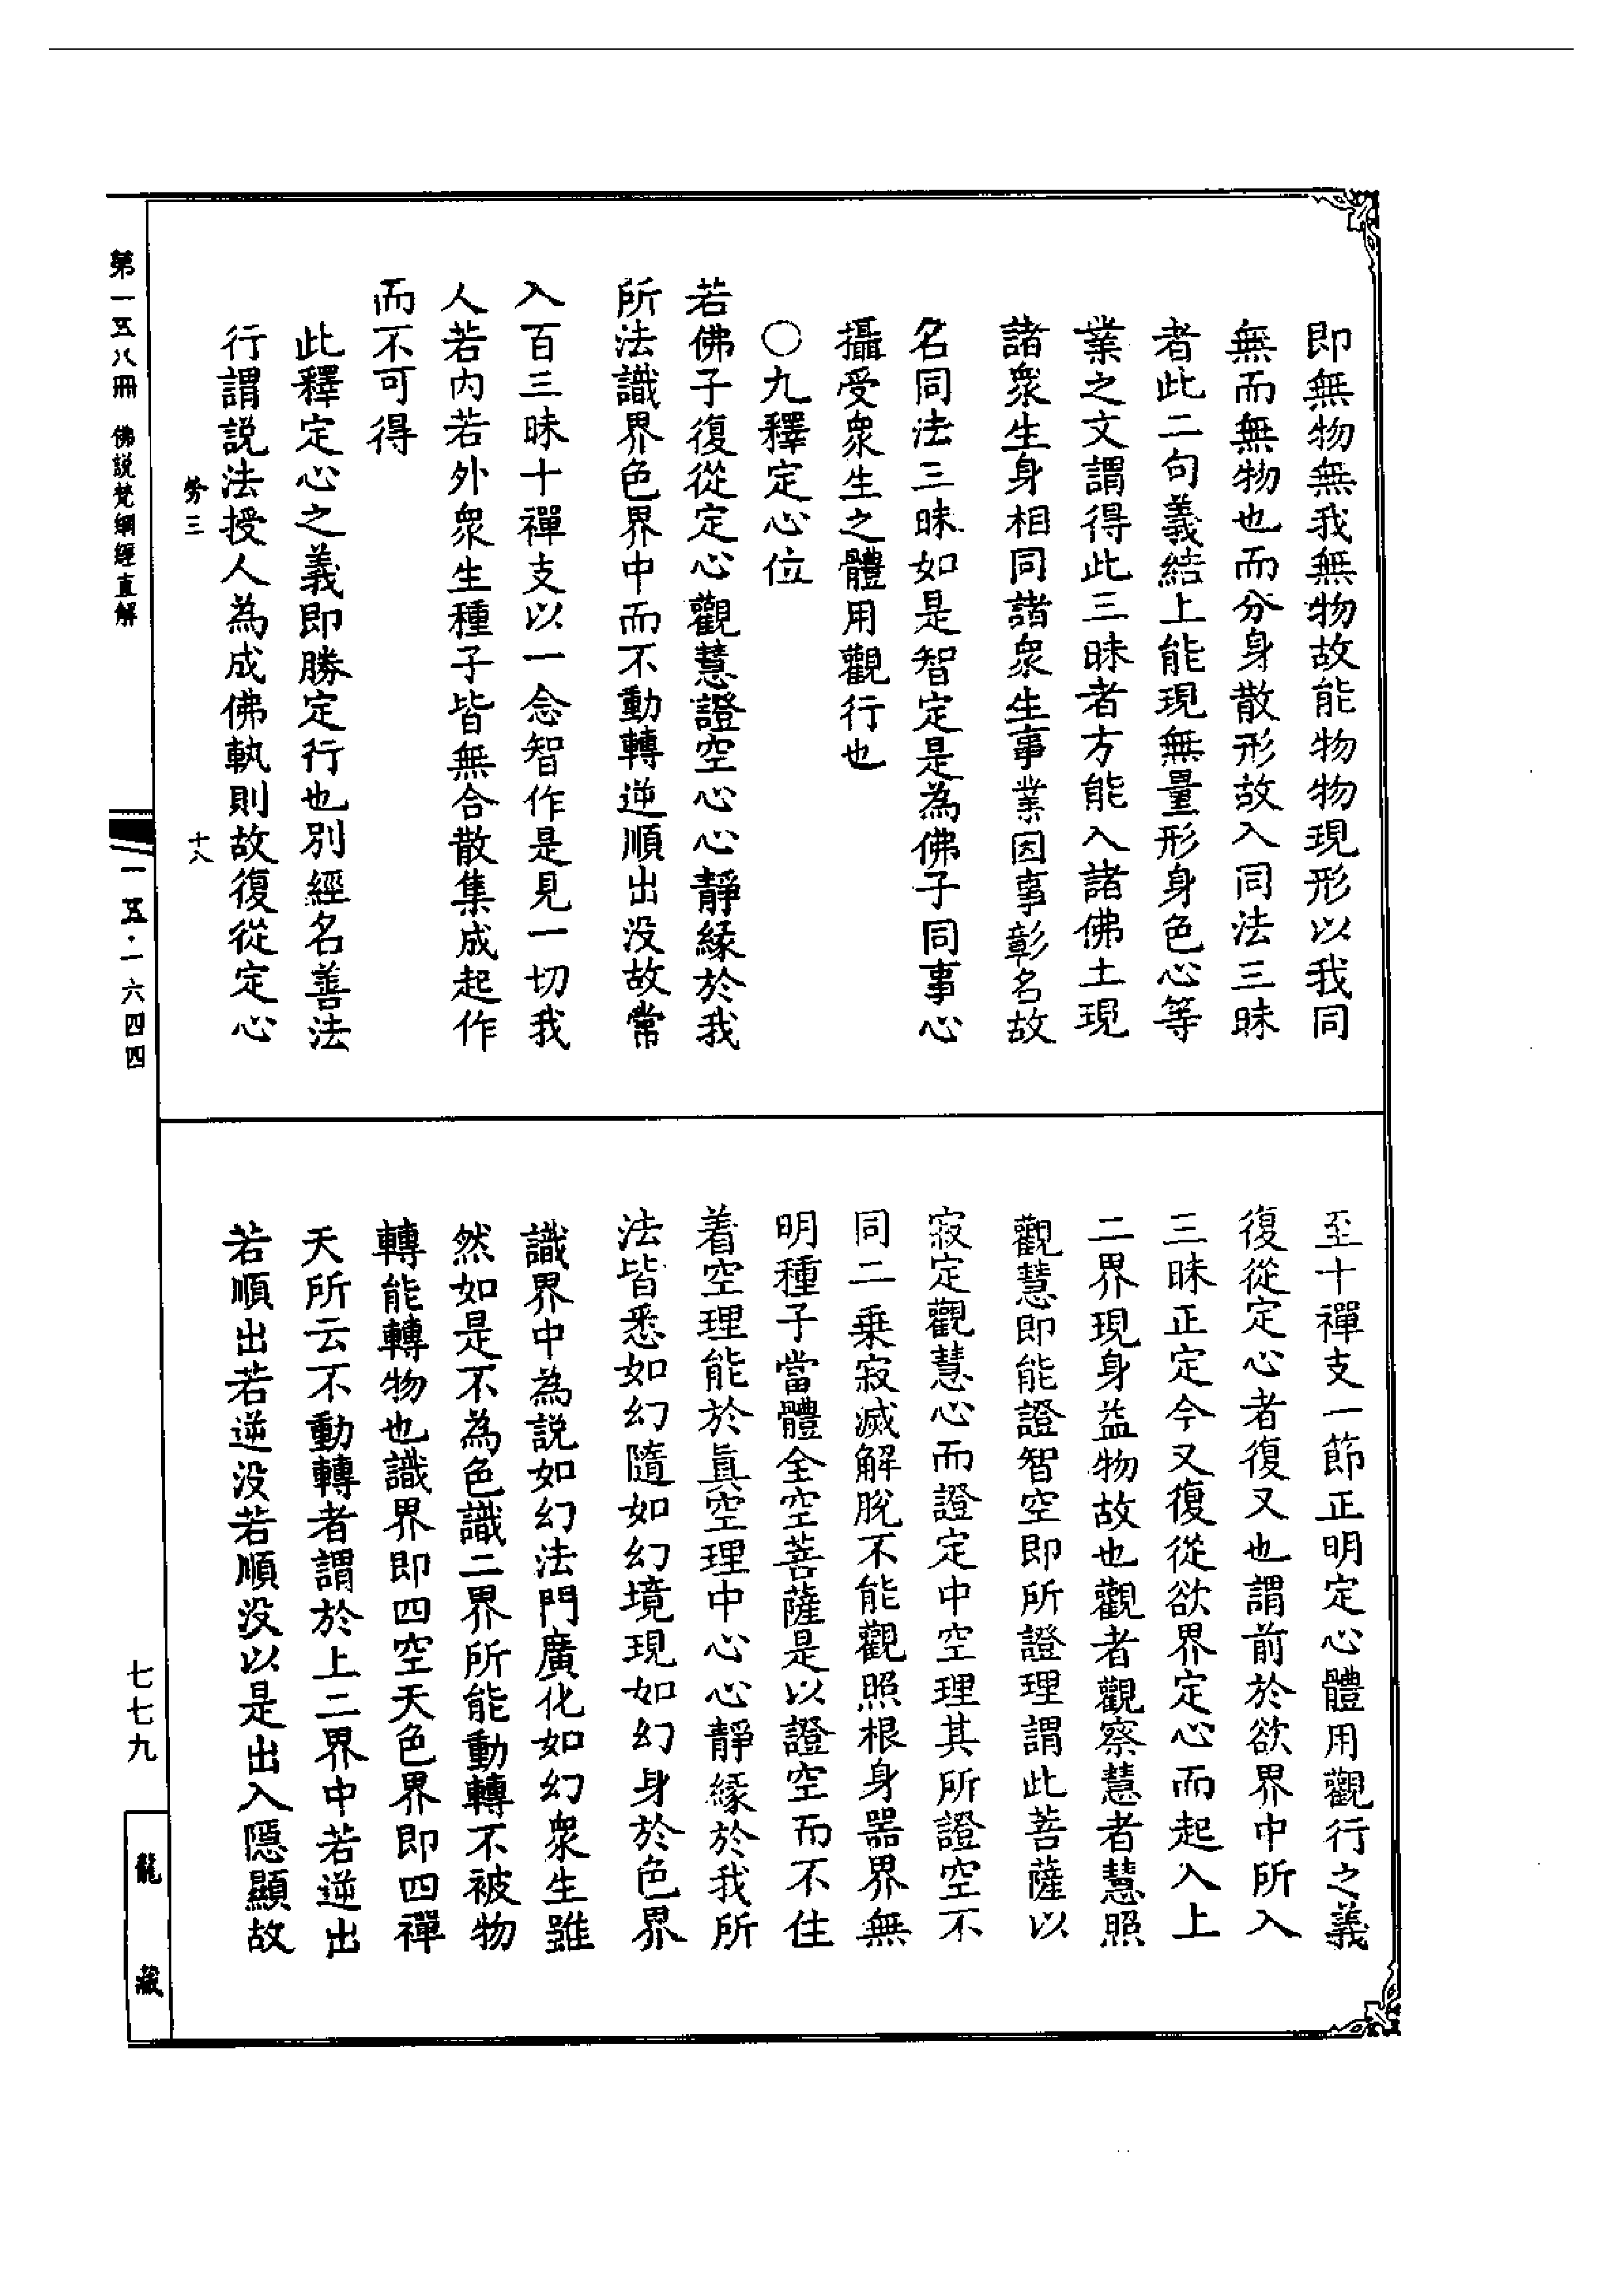 即無物無我無物故能物物現形以我同
無而無物也而分身散形故入同法三昧
者此二句義結上能現無量形身色心等
業之文謂得此三昧者方能入諸佛土現
諸衆生身相同諸衆生事業因事彰名故
名同法三昧如是智定是為佛子同事心
攝受衆生之體用觀行也
○九釋定心位
若佛子復從定心觀慧證空心心靜緣於我
所法識界色界中而不動轉逆順出没故常
入百三昧十禪支以一念智作是見一切我
人若内若外衆生種子皆無合散集成起作
而不可得
此釋定心之義即勝定行也別經名善法
行謂説法授人為成佛軌則故復從定心
勞三
十八
至十禪支一節正明定心體用觀行之義
復從定心者復又也謂前於欲界中所入
三昧正定今又復從欲界定心而起入上
二界現身益物故也觀者觀察慧者慧照
觀慧即能證智空即所證理謂此菩薩以
寂定觀慧心而證定中空理其所證空不
同二乗寂滅解脫不能觀照根身器界無
明種子當體全空菩薩是以證空而不住
着空理能於眞空理中心心靜緣於我所
法皆悉如幻隨如幻境現如幻身於色界
識界中為説如幻法門廣化如幻衆生雖
然如是不為色識二界所能動轉不被物
轉能轉物也識界即四空天色界即四禪
天所云不動轉者謂於上二界中若逆出
若順出若逆没若順没以是出入隱顯故
第一五八冊 佛説梵網經直解
一五·一六四四
七七九
龍藏